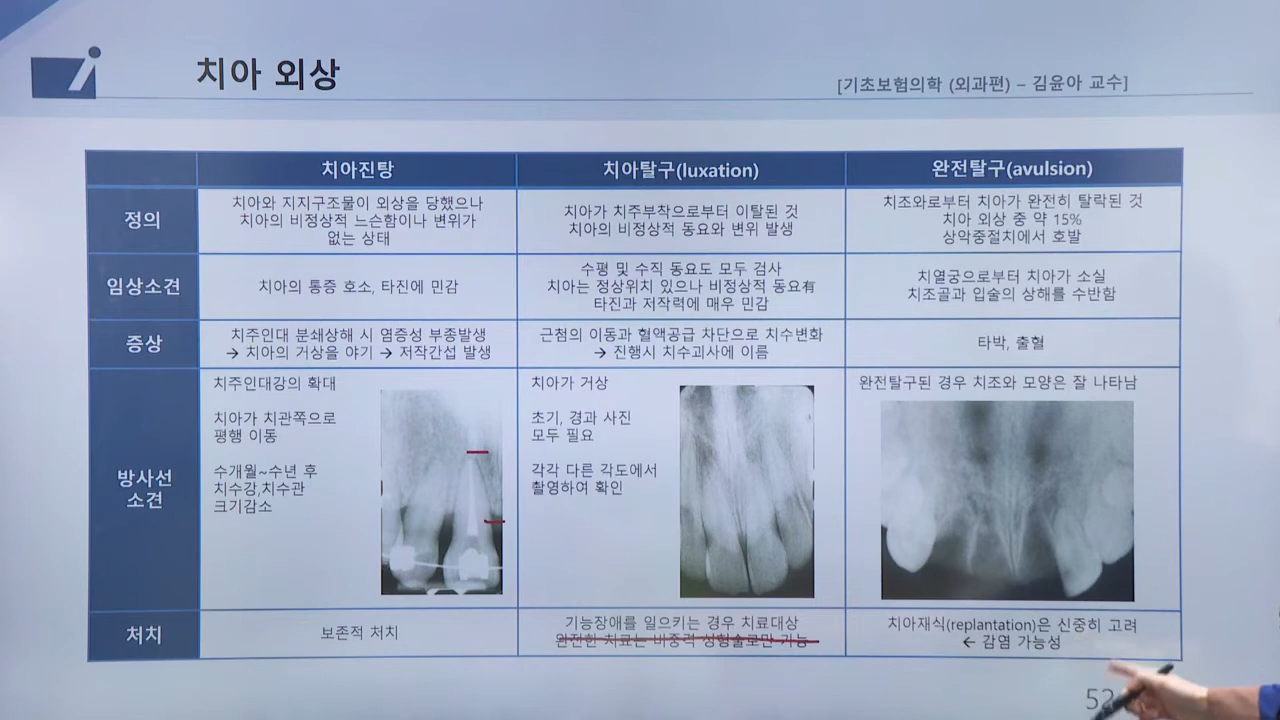 치아 외상
[기초보험의학 (외과편) – 김윤아 교수]
치아진탕
치아탈구(luxation)
완전탈구(avulsion)
정의
치아와 지지구조물이 외상을 당했으나
치아의 비정상적 느슨함이나 변위가
없는 상태
치아가 치주부착으로부터 이탈된 것
치아의 비정상적 동요와 변위 발생
치조와로부터 치아가 완전히 탈락된 것
치아 외상 중 약 15%
상악중절치에서 호발
임상소견
치아의 통증 호소, 타진에 민감
수평 및 수직 동요도 모두 검사
치아는 정상위치 있으나 비정상적 동요有
타진과 저작력에 매우 민감
치열궁으로부터 치아가 소실
치조골과 입술의 상해를 수반함
증상
치주인대 분쇄상해 시 염증성 부종발생
→ 치아의 거상을 야기 → 저작간섭 발생
근첨의 이동과 혈액공급 차단으로 치수변화
→ 진행시 치수괴사에 이름
타박, 출혈
방사선
소견
치주인대강의 확대
치아가 치관쪽으로
평행 이동
수개월~수년 후
치수강,치수관
크기감소
치아가 거상
초기, 경과 사진
모두 필요
각각 다른 각도에서
촬영하여 확인
완전탈구된 경우 치조와 모양은 잘 나타남
처치
보존적 처치
기능장애를 일으키는 경우 치료대상
완전한 치료는 비중격 성형술로만 가능
치아재식(replantation)은 신중히 고려
← 감염 가능성
52